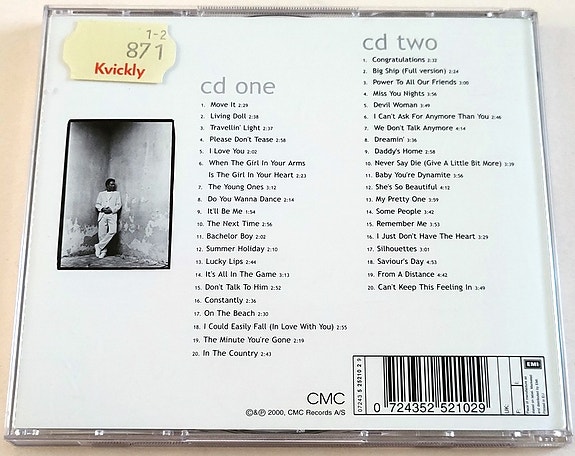 1-2
871
Kvickly
cd one
1. Move It 2:29
2. Living Doll 2:38
3. Travellin' Light 2:37
4. Please Don't Tease 2:58
5. I Love You 2:02
6. When The Girl In Your Arms
Is The Girl In Your Heart 2:23
7. The Young Ones 3:12
8. Do You Wanna Dance 2:14
9. It'll Be Me 1:54
10. The Next Time 2:56
11. Bachelor Boy 2:02
12. Summer Holiday 2:10
13. Lucky Lips 2:44
14. It's All In The Game 3:13
15. Don't Talk To Him 2:52
16. Constantly 2:36
17. On The Beach 2:30
18. I Could Easily Fall (In Love With You) 2:55
19. The Minute You're Gone 2:19
20. In The Country 2:43
cd two
1. Congratulations 2:32
2. Big Ship (Full version) 2:24
3. Power To All Our Friends 3:00
4. Miss You Nights 3:56
5. Devil Woman 3:49
6. I Can't Ask For Anymore Than You 2:46
7. We Don't Talk Anymore 4:14
8. Dreamin' 3:36
9. Daddy's Home 2:58
10. Never Say Die (Give A Little Bit More) 3:39
11. Baby You're Dynamite 3:56
12. She's So Beautiful 4:12
13. My Pretty One 3:59
14. Some People 3:42
15. Remember Me 3:53
16. I Just Don't Have The Heart 3:29
17. Silhouettes 3:01
18. Saviour's Day 4:53
19. From A Distance 4:42
20. Can't Keep This Feeling In 3:49
CMC
©&℗ 2000, CMC Records A/S
07243 5 25210 2 9
0 724352 521029
UK:
F:
EMI